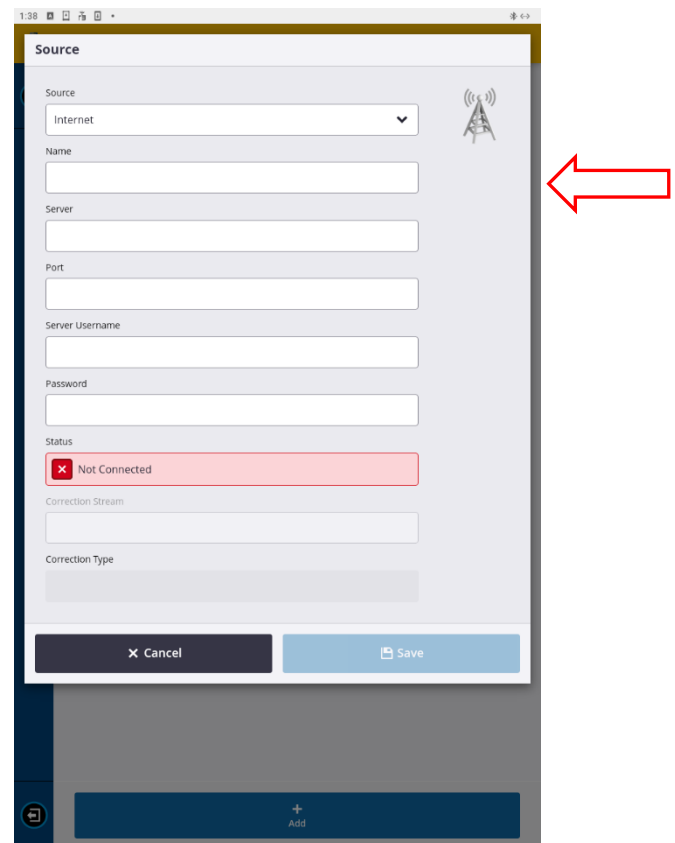 1:38
Source
Source
Internet
Name
Server
Port
Server Username
Password
Status
Not Connected
Correction Stream
Correction Type
Cancel
Save
Add